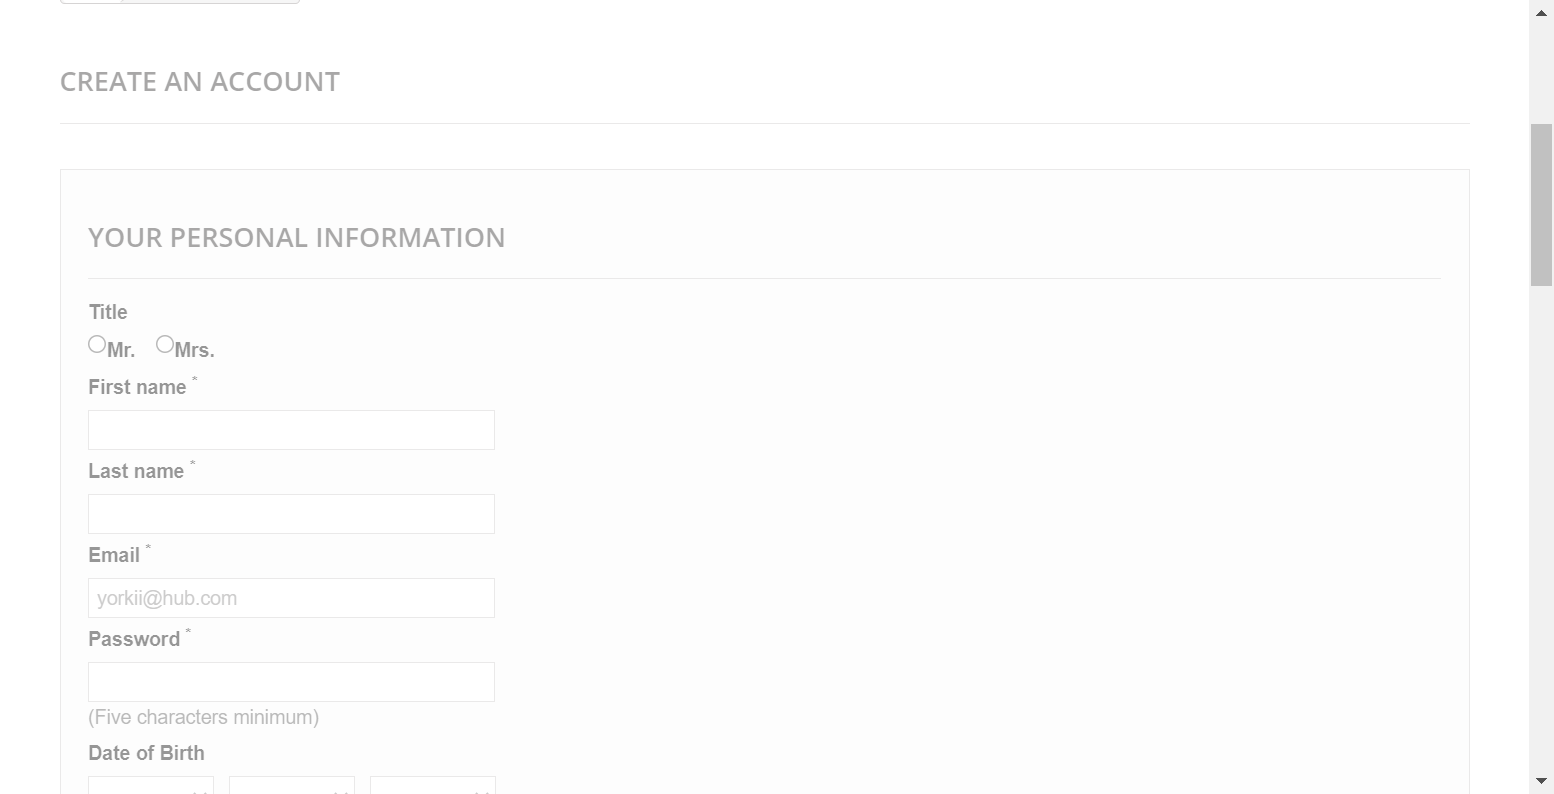 CREATE AN ACCOUNT
YOUR PERSONAL INFORMATION
Title
Mr. Mrs.
First name *
Last name *
Email *
yorkii@hub.com
Password *
(Five characters minimum)
Date of Birth